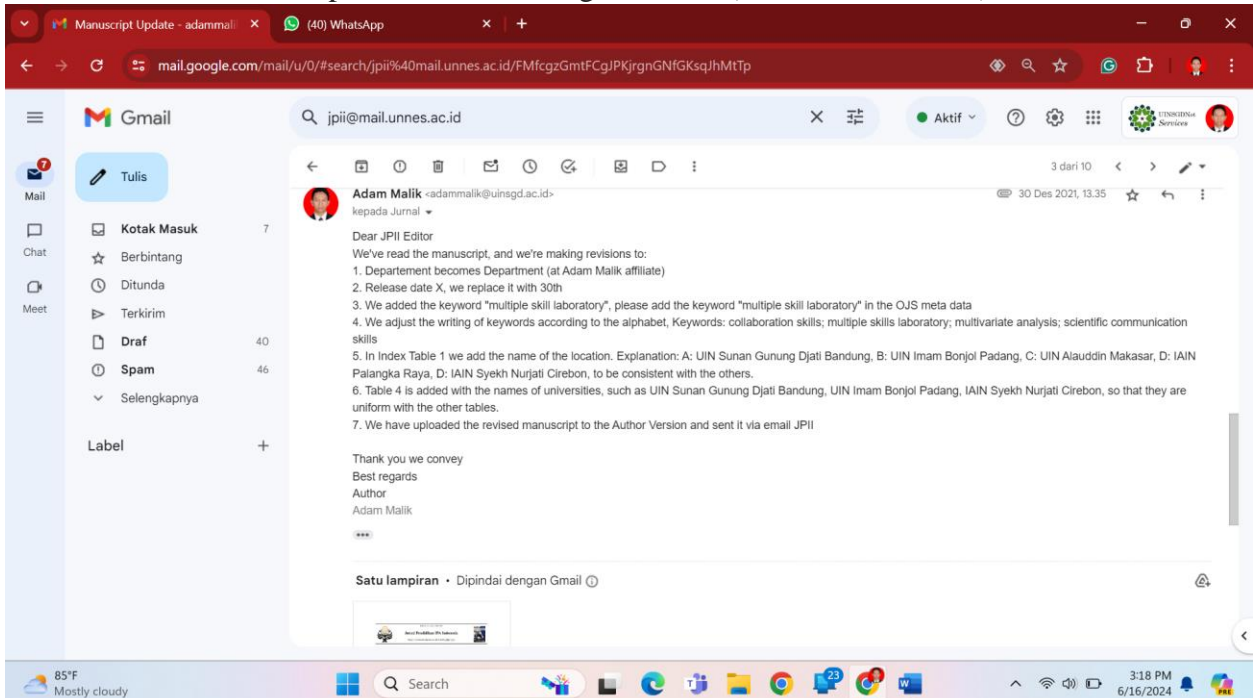 Manuscript Update - adammali
(40) WhatsApp
mail.google.com/mail/u/0/#search/jpii%40mail.unnes.ac.id/FMfcgzGmtFCgJPKjrgnGNfGKsqJhMtTp
Gmail
jpii@mail.unnes.ac.id
Aktif
UINSGDNet
Services
7
Mail
Chat
Meet
Tulis
Kotak Masuk 7
Berbintang
Ditunda
Terkirim
Draf 40
Spam 46
Selengkapnya
Label
3 dari 10
Adam Malik <adammalik@uinsgd.ac.id>
30 Des 2021, 13.35
kepada Jurnal
Dear JPII Editor
We've read the manuscript, and we're making revisions to:
1. Departement becomes Department (at Adam Malik affiliate)
2. Release date X, we replace it with 30th
3. We added the keyword "multiple skill laboratory", please add the keyword "multiple skill laboratory" in the OJS meta data
4. We adjust the writing of keywords according to the alphabet, Keywords: collaboration skills; multiple skills laboratory; multivariate analysis; scientific communication
skills
5. In Index Table 1 we add the name of the location. Explanation: A: UIN Sunan Gunung Djati Bandung, B: UIN Imam Bonjol Padang, C: UIN Alauddin Makasar, D: IAIN
Palangka Raya, D: IAIN Syekh Nurjati Cirebon, to be consistent with the others.
6. Table 4 is added with the names of universities, such as UIN Sunan Gunung Djati Bandung, UIN Imam Bonjol Padang, IAIN Syekh Nurjati Cirebon, so that they are
uniform with the other tables.
7. We have uploaded the revised manuscript to the Author Version and sent it via email JPII
Thank you we convey
Best regards
Author
Adam Malik
Satu lampiran • Dipindai dengan Gmail
Jurnal Pendidikan IPA Indonesia
85°F
Mostly cloudy
Search
23
3:18 PM
6/16/2024
PRE